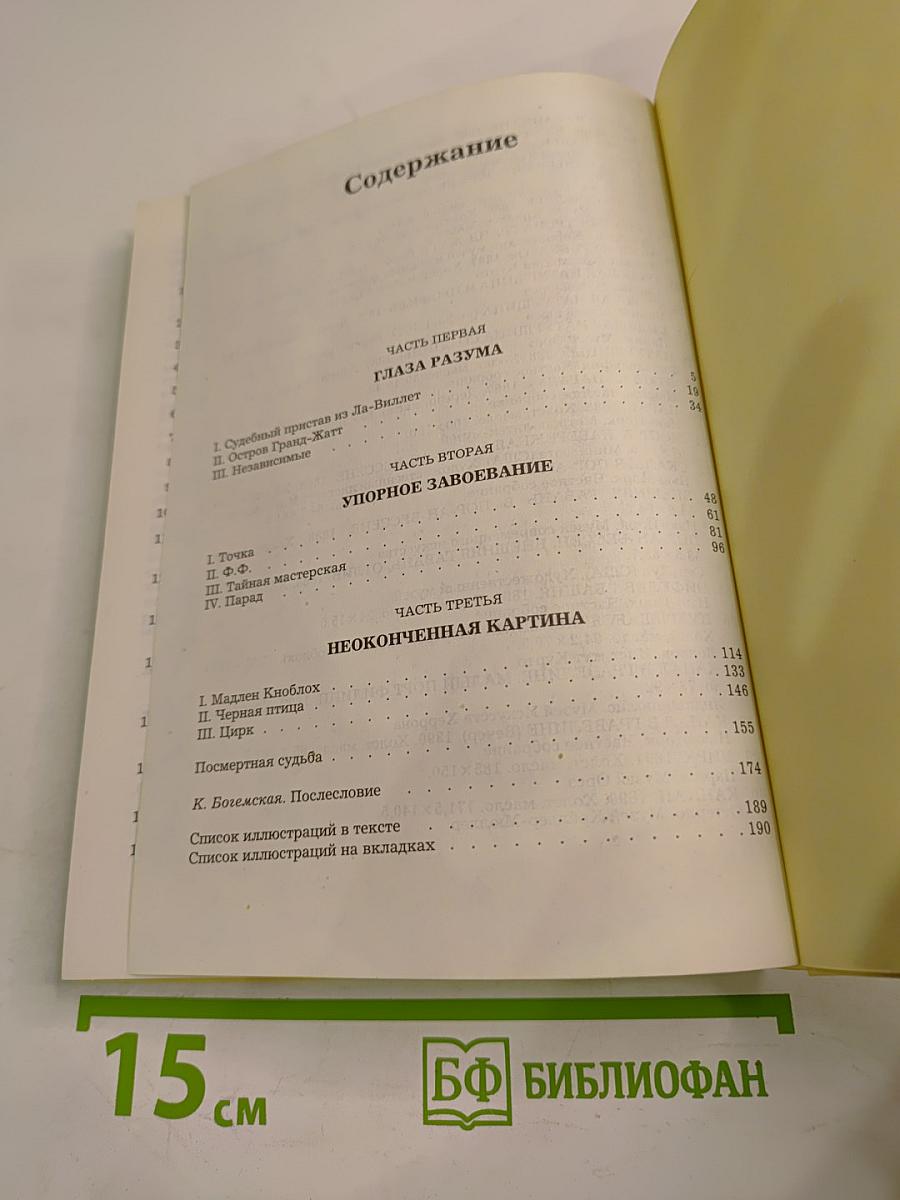 Содержание
ЧАСТЬ ПЕРВАЯ
ГЛАЗА РАЗУМА
I. Судебный пристав из Ла-Виллет . . . . . . . . . . 5
II. Остров Гранд-Жатт . . . . . . . . . . 19
III. Независимые . . . . . . . . . . 34
ЧАСТЬ ВТОРАЯ
УПОРНОЕ ЗАВОЕВАНИЕ
I. Точка . . . . . . . . . . 48
II. Ф.Ф. . . . . . . . . . . 61
III. Тайная мастерская . . . . . . . . . . 81
IV. Парад . . . . . . . . . . 96
ЧАСТЬ ТРЕТЬЯ
НЕОКОНЧЕННАЯ КАРТИНА
I. Мадлен Кноблох . . . . . . . . . . 114
II. Черная птица . . . . . . . . . . 133
III. Цирк . . . . . . . . . . 146
Посмертная судьба . . . . . . . . . . 155
К. Богемская. Послесловие . . . . . . . . . . 174
Список иллюстраций в тексте . . . . . . . . . . 189
Список иллюстраций на вкладках . . . . . . . . . . 190
15 см
БФ БИБЛИОФАН